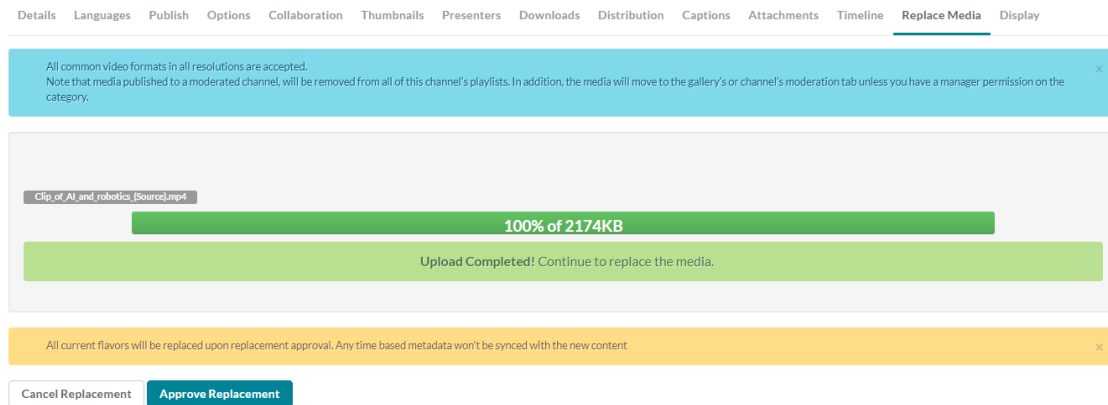 Details Languages Publish Options Collaboration Thumbnails Presenters Downloads Distribution Captions Attachments Timeline Replace Media Display
All common video formats in all resolutions are accepted.
Note that media published to a moderated channel, will be removed from all of this channel's playlists. In addition, the media will move to the gallery's or channel's moderation tab unless you have a manager permission on the
category.
Clip_of_AI_and_robotics_(Source).mp4
100% of 2174KB
Upload Completed! Continue to replace the media.
All current flavors will be replaced upon replacement approval. Any time based metadata won't be synced with the new content
Cancel Replacement Approve Replacement